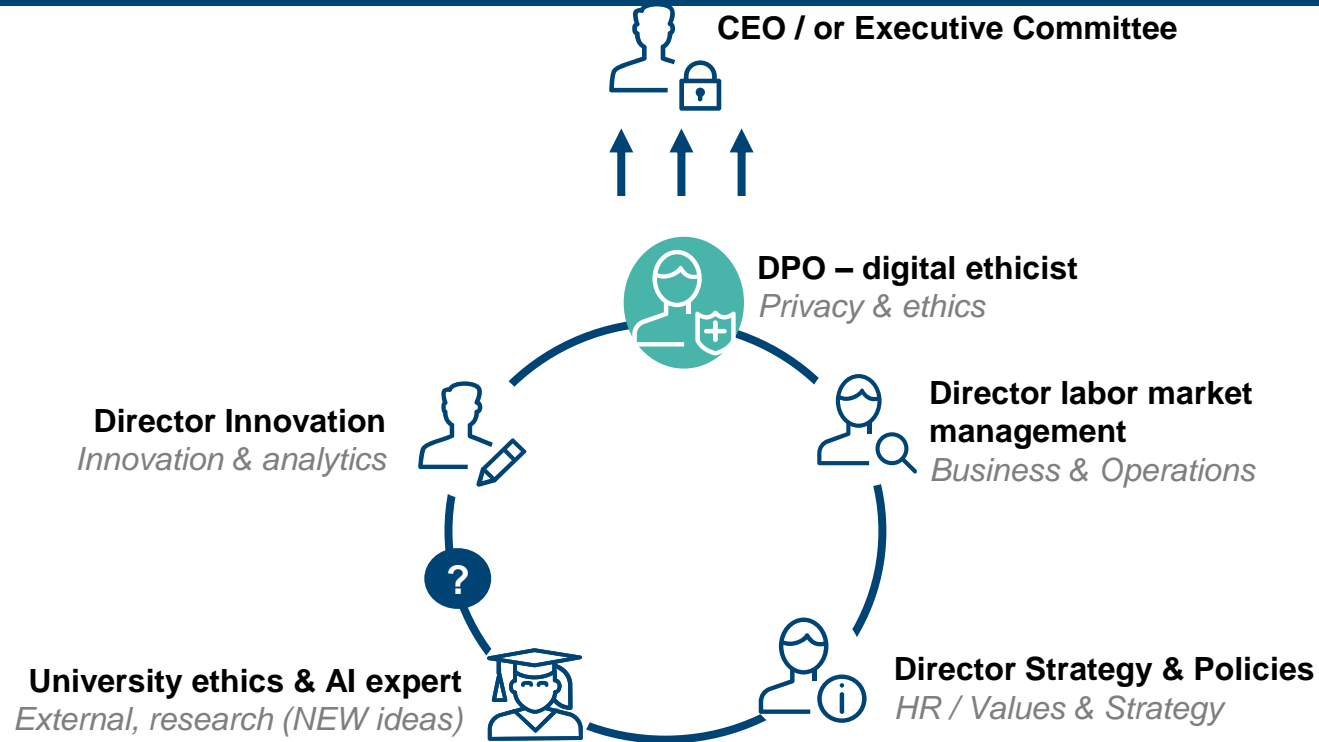 CEO / or Executive Committee
DPO – digital ethicist
Privacy & ethics
Director labor market
management
Business & Operations
Director Innovation
Innovation & analytics
?
Director Strategy & Policies
HR / Values & Strategy
i
University ethics & AI expert
External, research (NEW ideas)